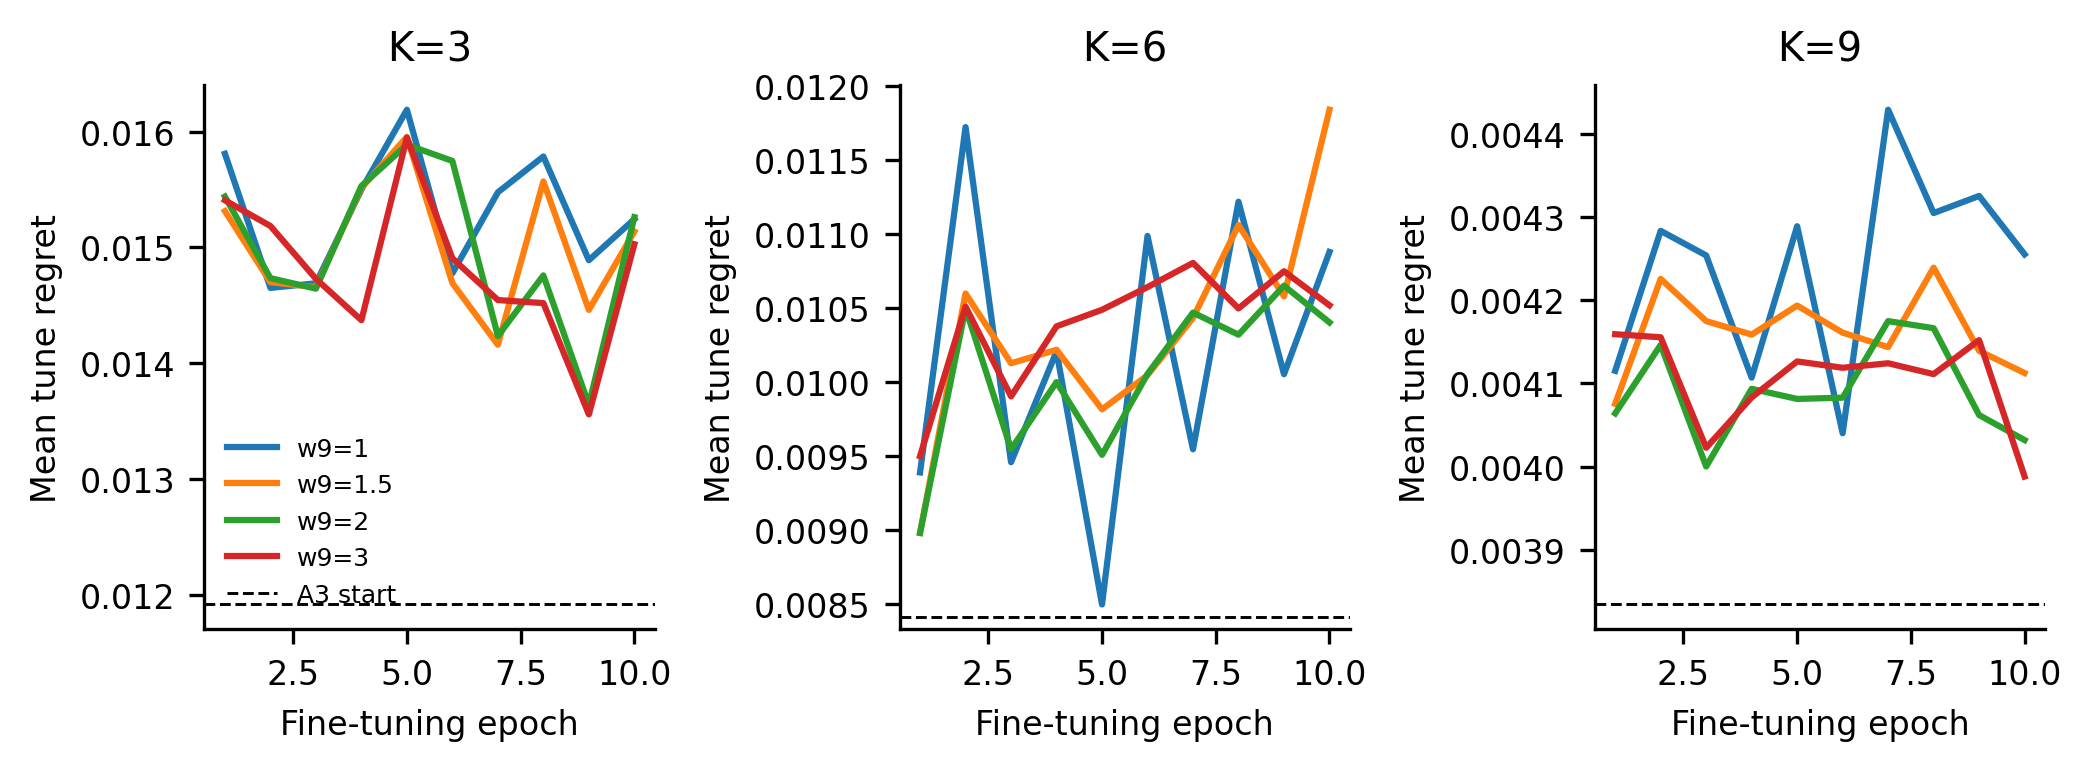 K=3
Mean tune regret
0.016
0.015
0.014
0.013
0.012
w9=1
w9=1.5
w9=2
w9=3
A3 start
2.5 5.0 7.5 10.0
Fine-tuning epoch
K=6
Mean tune regret
0.0120
0.0115
0.0110
0.0105
0.0100
0.0095
0.0090
0.0085
2.5 5.0 7.5 10.0
Fine-tuning epoch
K=9
Mean tune regret
0.0044
0.0043
0.0042
0.0041
0.0040
0.0039
2.5 5.0 7.5 10.0
Fine-tuning epoch